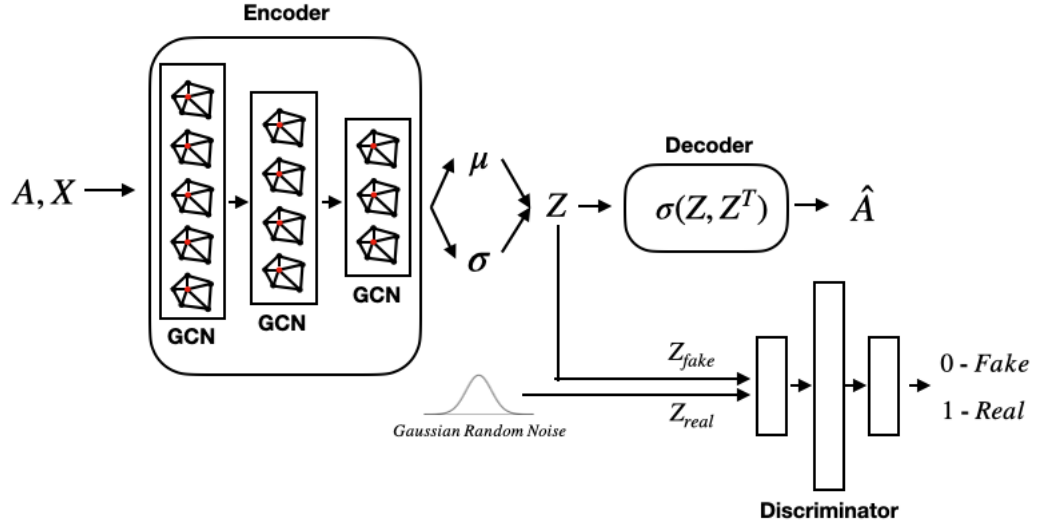 Encoder
A, X
GCN
GCN
GCN
μ
σ
Z
Decoder
σ(Z, Z^T)
Â
Z_fake
Z_real
Gaussian Random Noise
0 - Fake
1 - Real
Discriminator